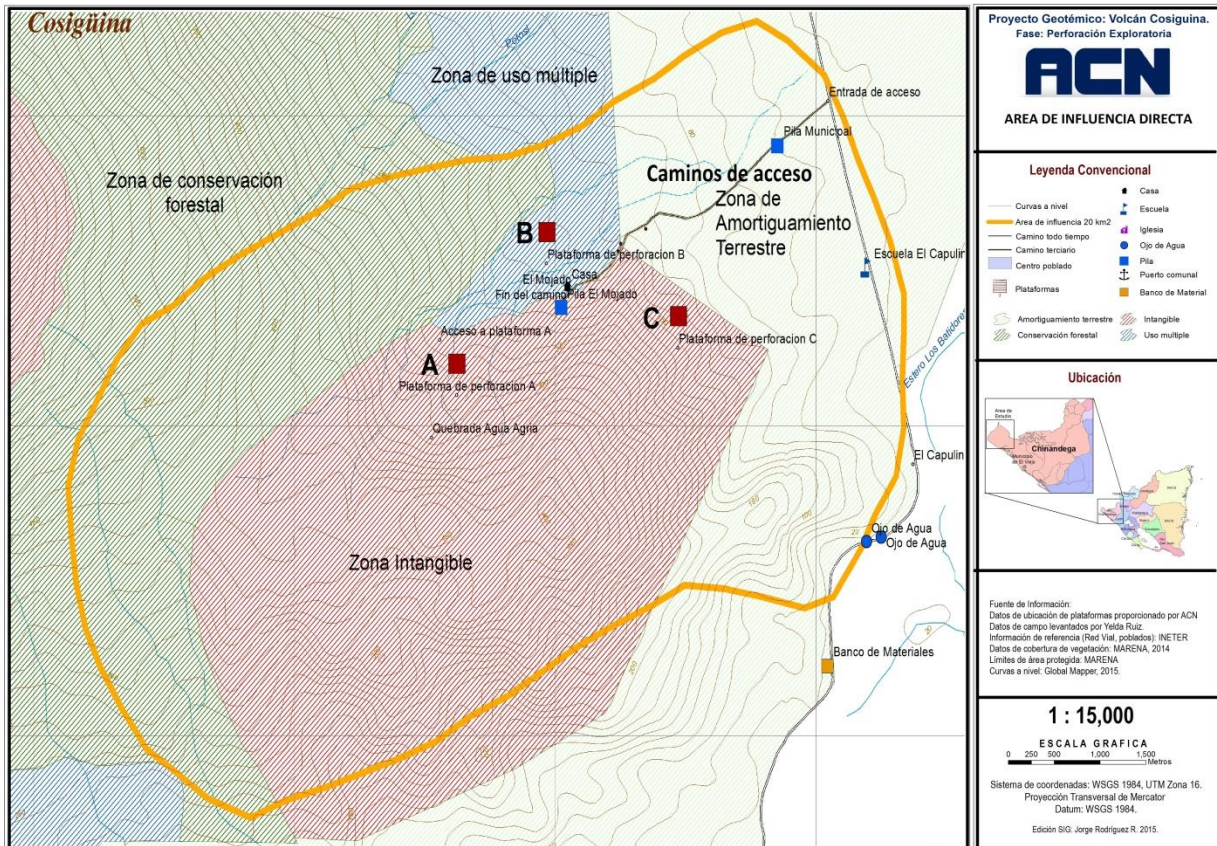 Cosigüina
Potosi
Zona de uso múltiple
Entrada de acceso
Pila Municipal
Zona de conservación
forestal
Caminos de acceso
Zona de
Amortiguamiento
Terrestre
B
Plataforma de perforacion B
Escuela El Capulin
Casa
El Mojado
Fin del camino
Pila El Mojado
C
Acceso a plataforma A
Plataforma de perforacion C
A
Plataforma de perforacion A
Estero Los Batidores
Quebrada Agua Agria
El Capulin
Ojo de Agua
Ojo de Agua
Zona Intangible
Banco de Materiales
Proyecto Geotémico: Volcán Cosiguina.
Fase: Perforación Exploratoria
ACN
AREA DE INFLUENCIA DIRECTA
Leyenda Convencional
Curvas a nivel
Area de influencia 20 km2
Camino todo tiempo
Camino terciario
Centro poblado
Plataformas
Casa
Escuela
Iglesia
Ojo de Agua
Pila
Puerto comunal
Banco de Material
Amortiguamiento terrestre
Intangible
Conservación forestal
Uso multiple
Ubicación
Area de
Estudio
Chinandega
Municipio
de El Viejo
Fuente de Información:
Datos de ubicación de plataformas proporcionado por ACN
Datos de campo levantados por Yelda Ruiz.
Información de referencia (Red Vial, poblados): INETER
Datos de cobertura de vegetación: MARENA, 2014
Límites de área protegida: MARENA
Curvas a nivel: Global Mapper, 2015.
1 : 15,000
ESCALA GRAFICA
0 250 500 1,000 1,500
Metros
Sistema de coordenadas: WSGS 1984, UTM Zona 16.
Proyección Transversal de Mercator
Datum: WSGS 1984.
Edición SIG: Jorge Rodríguez R. 2015.